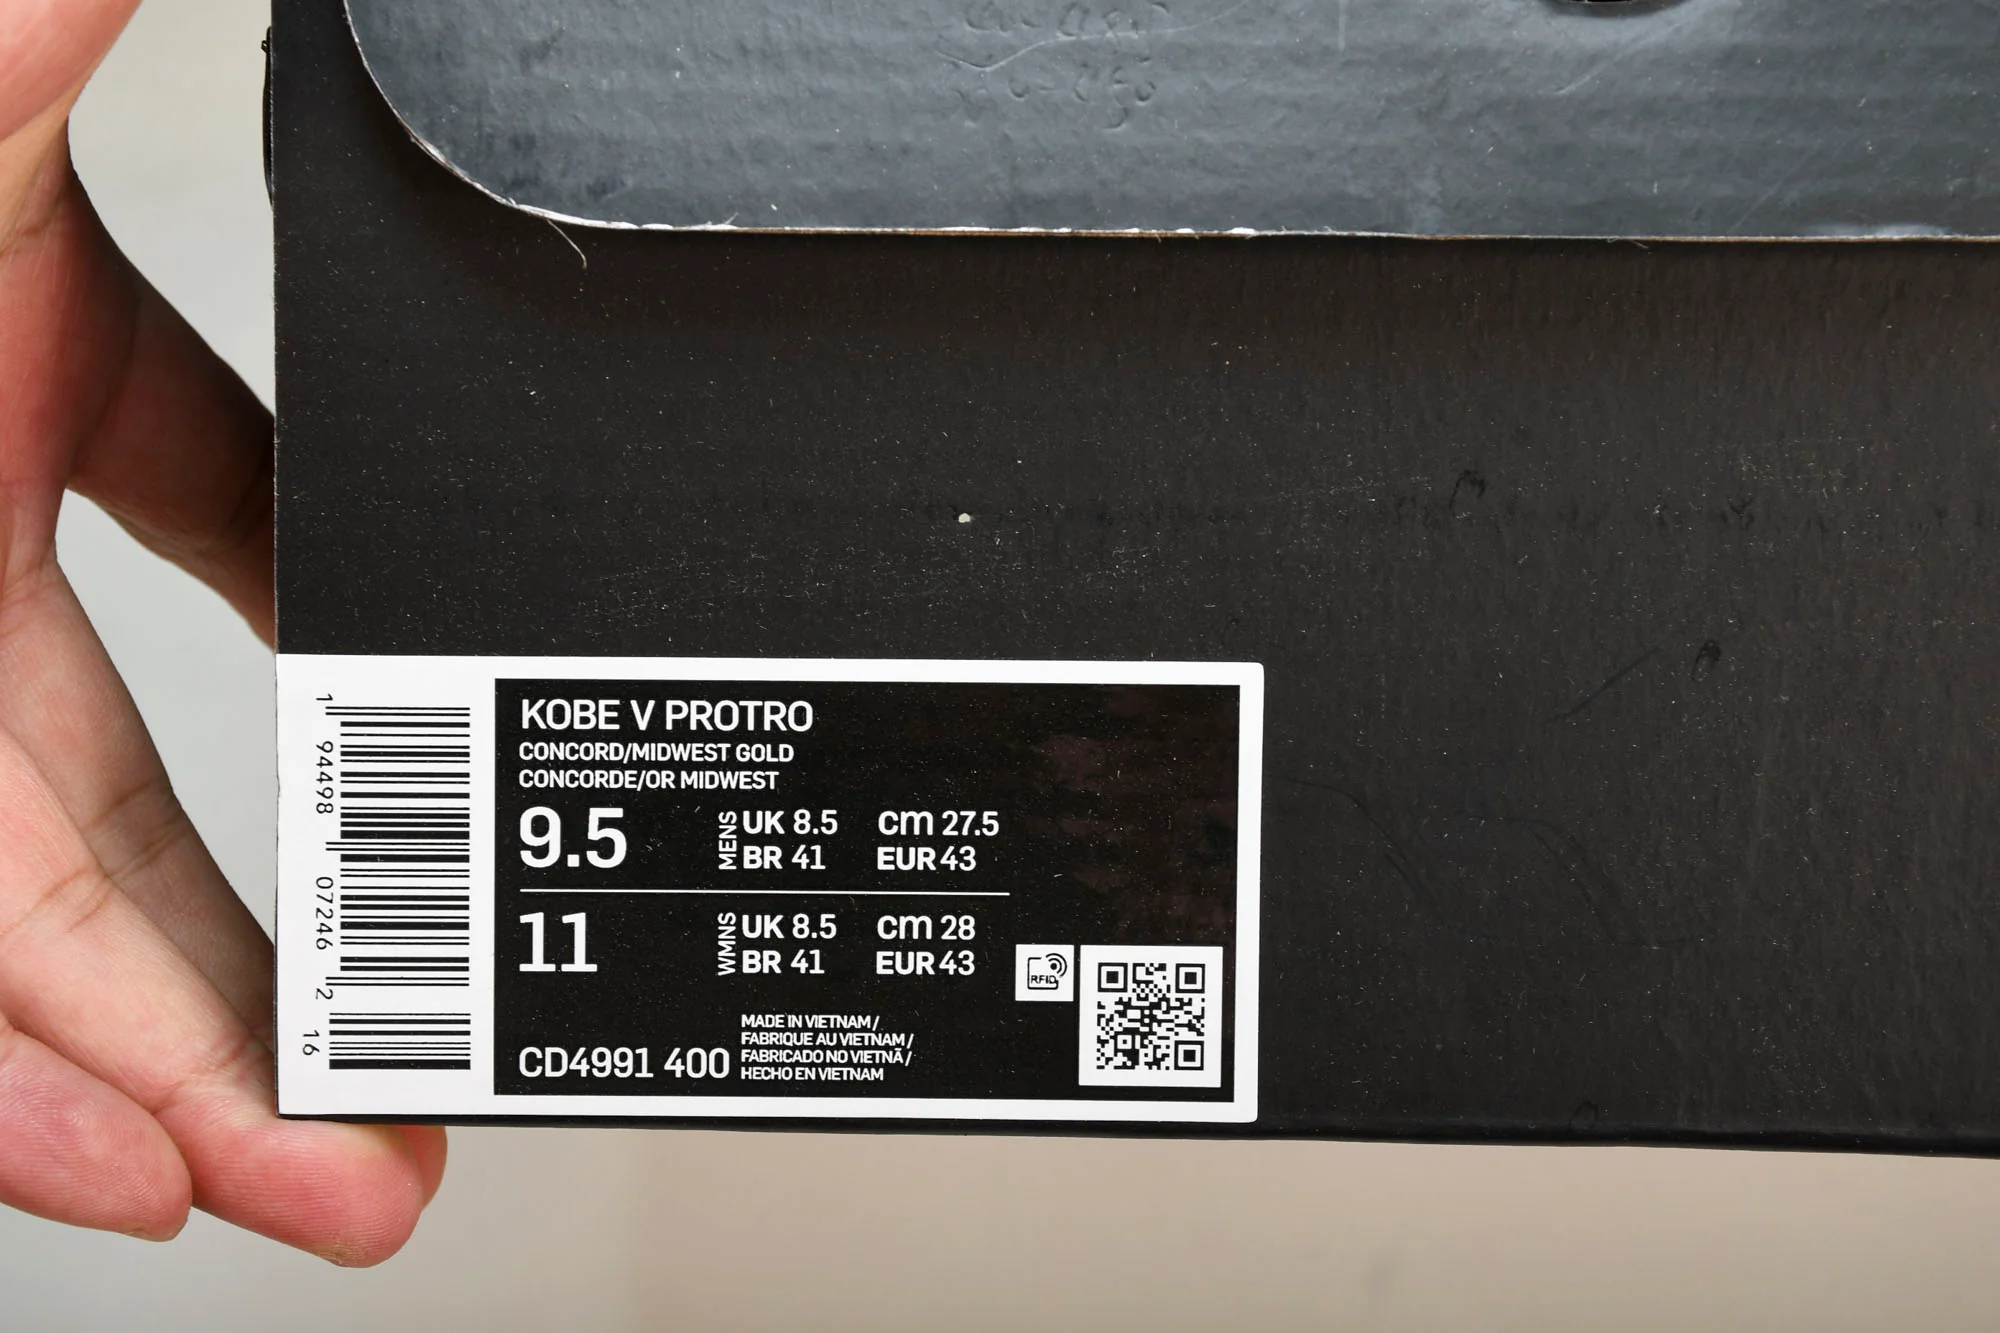 KOBE V PROTRO
CONCORD/MIDWEST GOLD
CONCORDE/OR MIDWEST
9.5 MENS UK 8.5 cm 27.5
BR 41 EUR 43
11 WMNS UK 8.5 cm 28
BR 41 EUR 43
RFID
CD4991 400
MADE IN VIETNAM /
FABRIQUE AU VIETNAM /
FABRICADO NO VIETNÃ /
HECHO EN VIETNAM
1 94498 07246 2 16